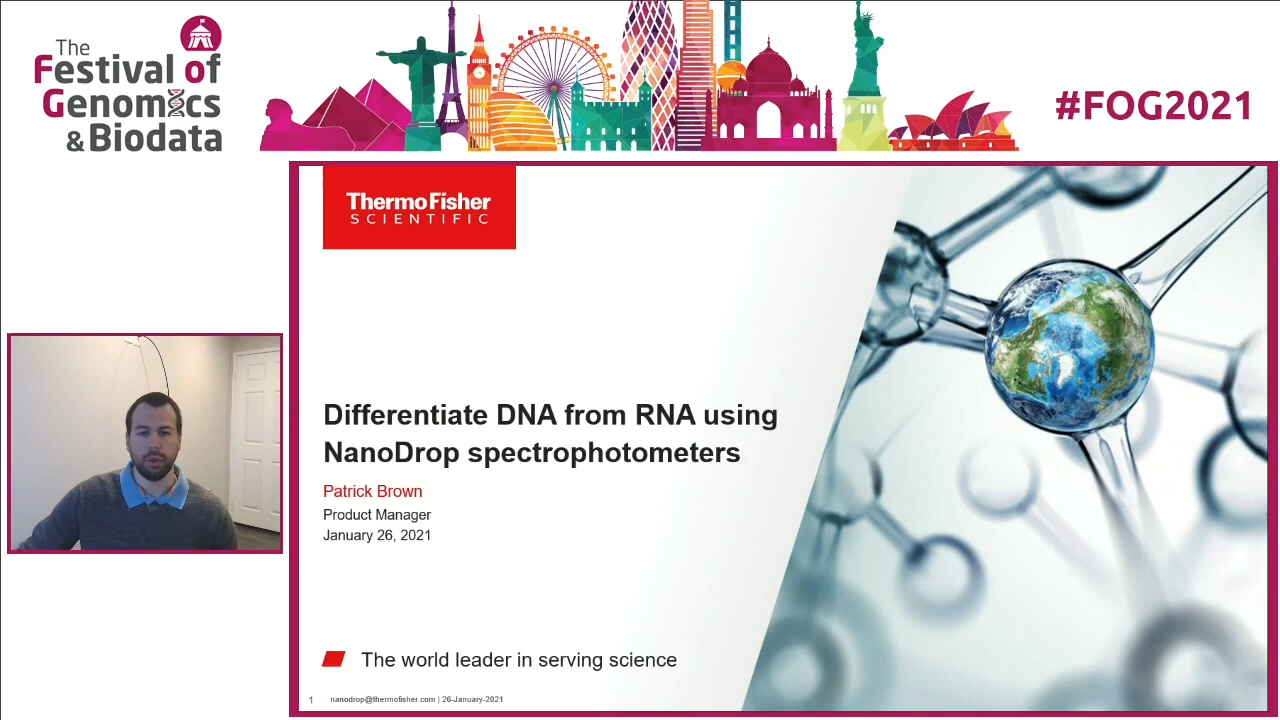 The
Festival of
Genomics
& Biodata
#FOG2021
ThermoFisher
SCIENTIFIC
Differentiate DNA from RNA using
NanoDrop spectrophotometers
Patrick Brown
Product Manager
January 26, 2021
The world leader in serving science
1 nanodrop@thermofisher.com | 26-January-2021